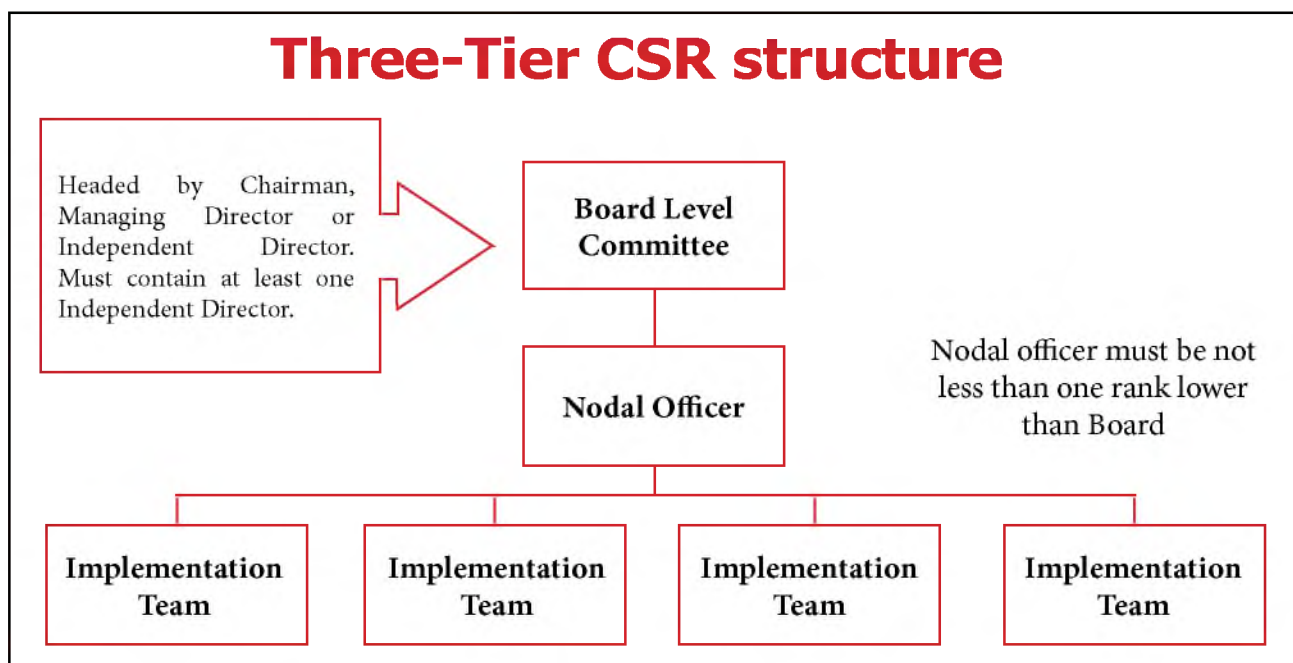 Three-Tier CSR structure
Headed by Chairman,
Managing Director or
Independent Director.
Must contain at least one
Independent Director.
Board Level
Committee
Nodal Officer
Nodal officer must be not
less than one rank lower
than Board
Implementation
Team
Implementation
Team
Implementation
Team
Implementation
Team